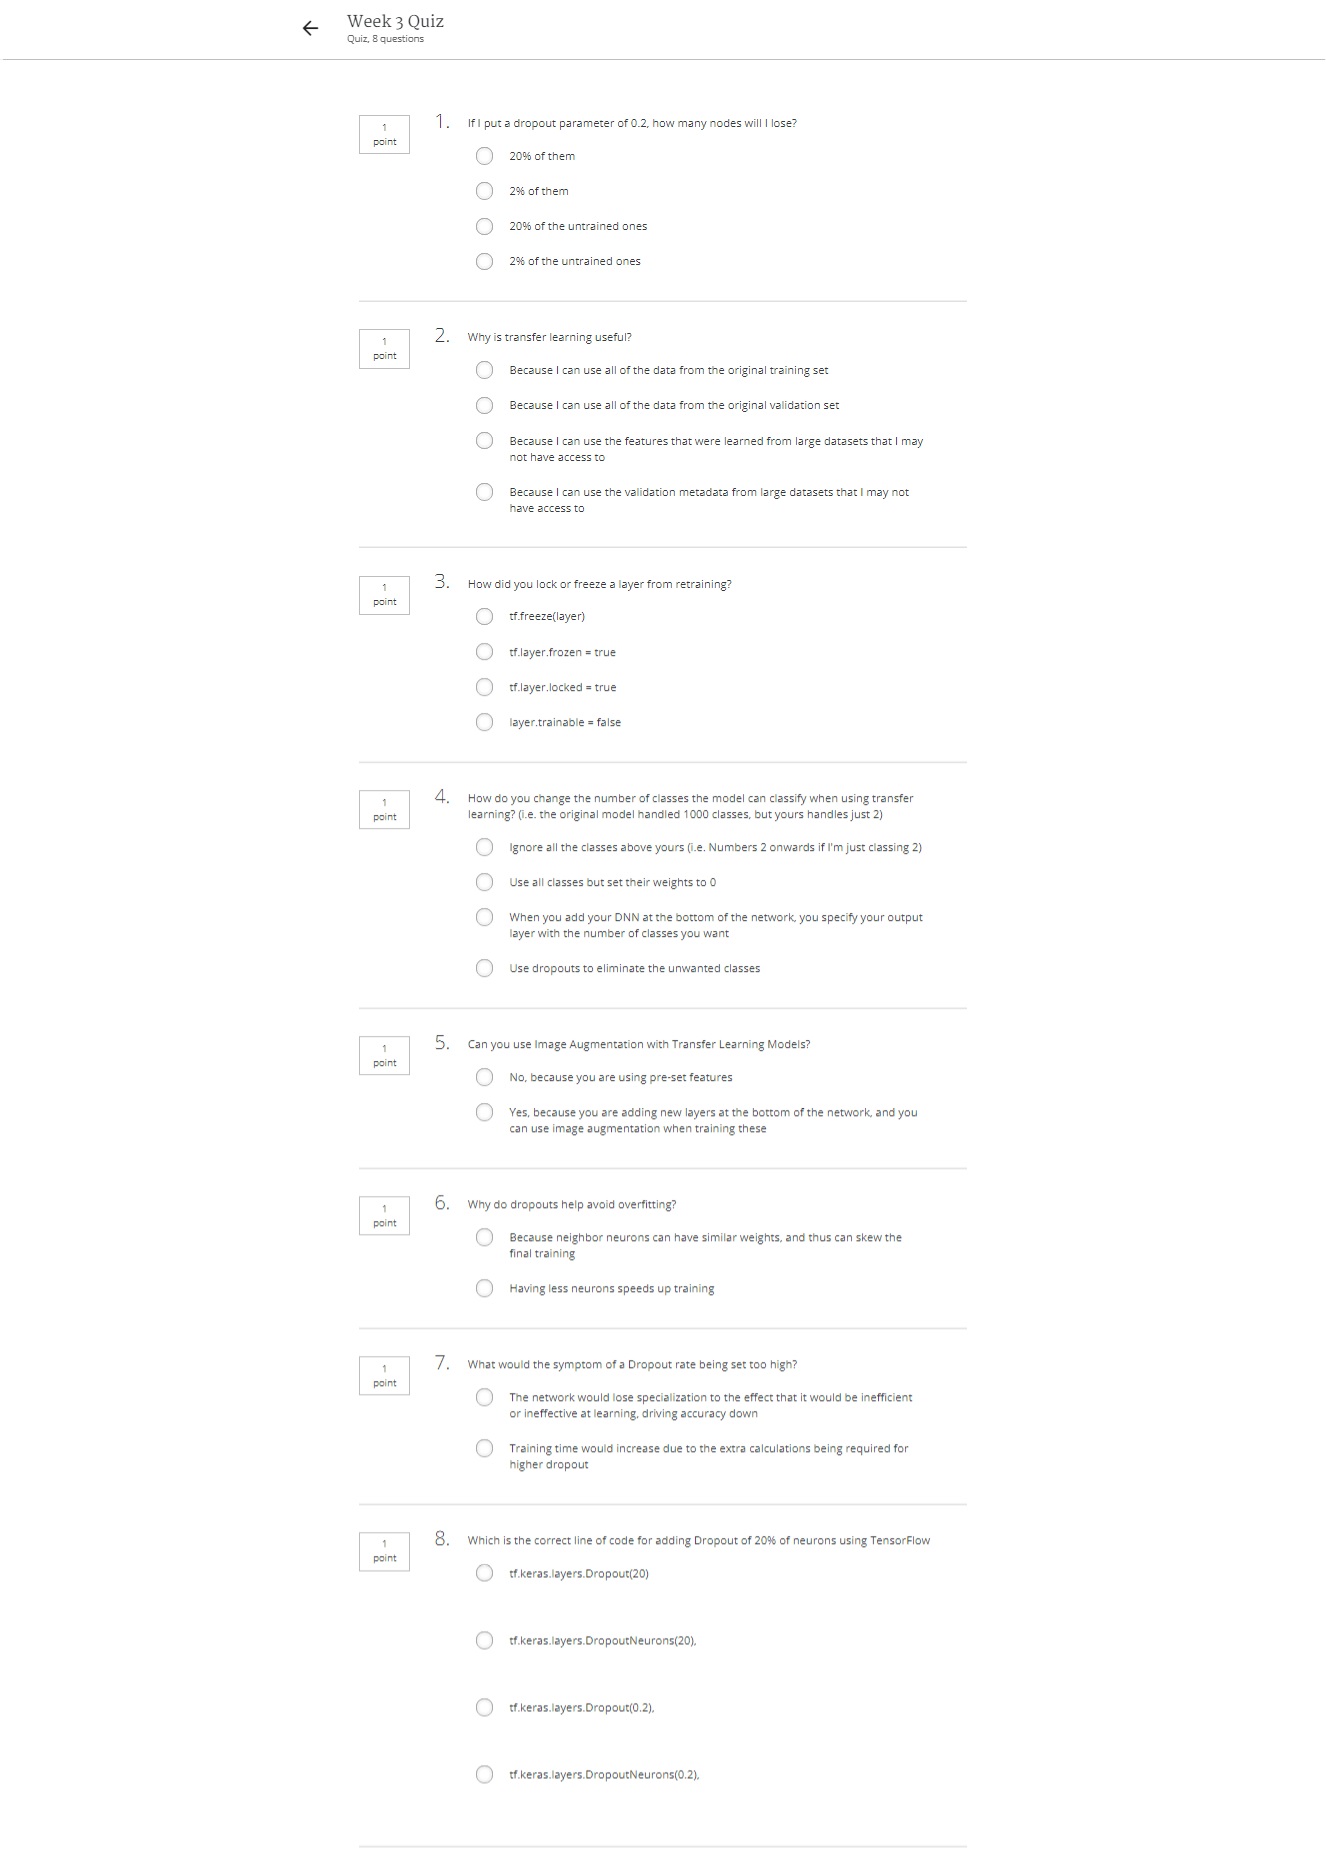 Week 3 Quiz
Quiz, 8 questions
1
point
1. If I put a dropout parameter of 0.2, how many nodes will I lose?
20% of them
2% of them
20% of the untrained ones
2% of the untrained ones
1
point
2. Why is transfer learning useful?
Because I can use all of the data from the original training set
Because I can use all of the data from the original validation set
Because I can use the features that were learned from large datasets that I may
not have access to
Because I can use the validation metadata from large datasets that I may not
have access to
1
point
3. How did you lock or freeze a layer from retraining?
tf.freeze(layer)
tf.layer.frozen = true
tf.layer.locked = true
layer.trainable = false
1
point
4. How do you change the number of classes the model can classify when using transfer
learning? (i.e. the original model handled 1000 classes, but yours handles just 2)
Ignore all the classes above yours (i.e. Numbers 2 onwards if I'm just classing 2)
Use all classes but set their weights to 0
When you add your DNN at the bottom of the network, you specify your output
layer with the number of classes you want
Use dropouts to eliminate the unwanted classes
1
point
5. Can you use Image Augmentation with Transfer Learning Models?
No, because you are using pre-set features
Yes, because you are adding new layers at the bottom of the network, and you
can use image augmentation when training these
1
point
6. Why do dropouts help avoid overfitting?
Because neighbor neurons can have similar weights, and thus can skew the
final training
Having less neurons speeds up training
1
point
7. What would the symptom of a Dropout rate being set too high?
The network would lose specialization to the effect that it would be inefficient
or ineffective at learning, driving accuracy down
Training time would increase due to the extra calculations being required for
higher dropout
1
point
8. Which is the correct line of code for adding Dropout of 20% of neurons using TensorFlow
tf.keras.layers.Dropout(20)
tf.keras.layers.DropoutNeurons(20),
tf.keras.layers.Dropout(0.2),
tf.keras.layers.DropoutNeurons(0.2),